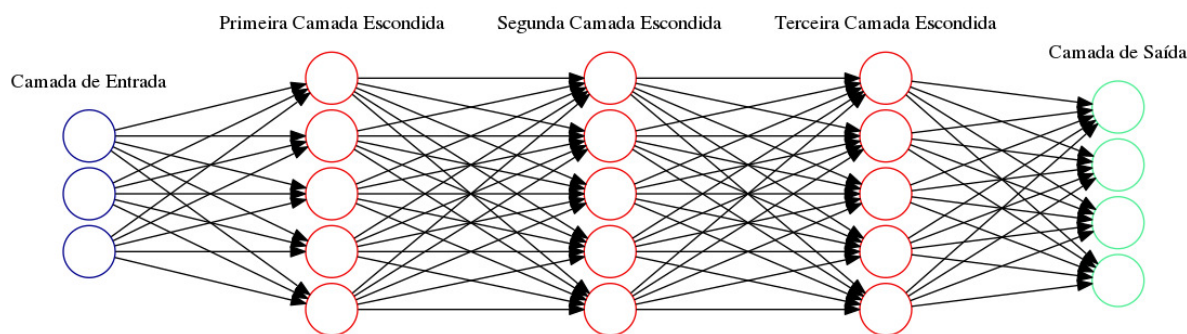 Camada de Entrada
Primeira Camada Escondida
Segunda Camada Escondida
Terceira Camada Escondida
Camada de Saída